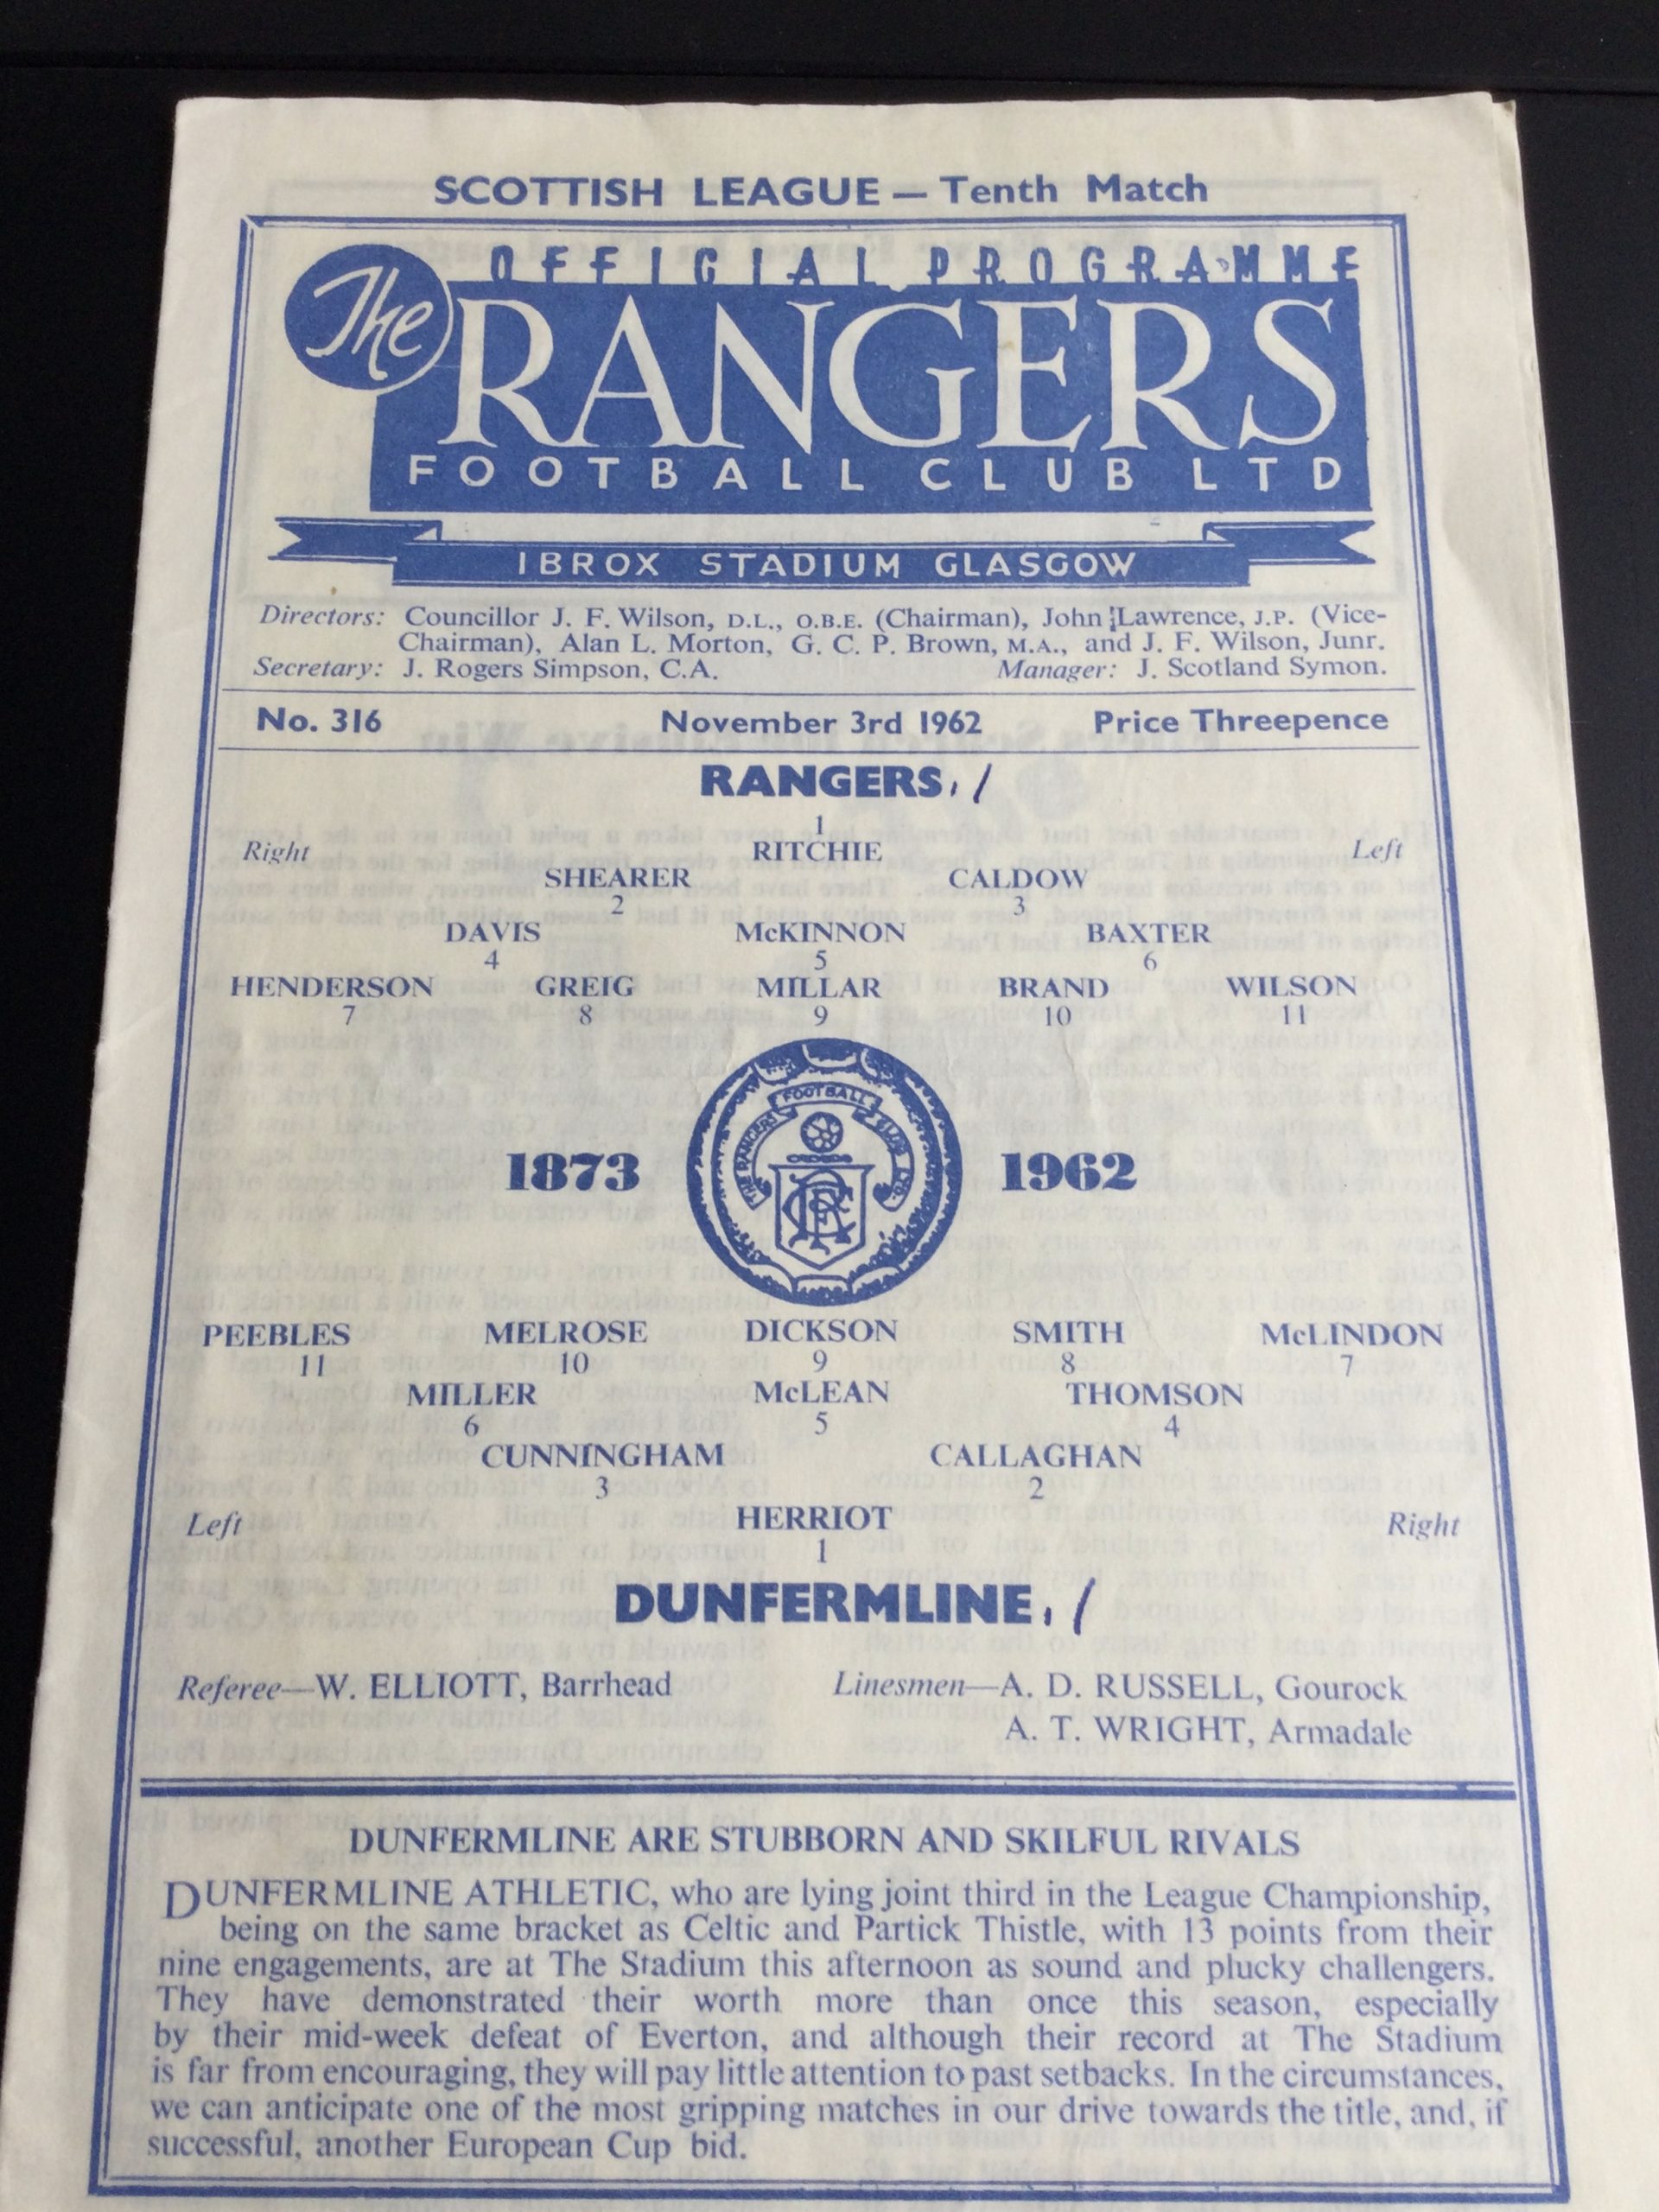 SCOTTISH LEAGUE — Tenth Match
OFFICIAL PROGRAMME
The RANGERS
FOOTBALL CLUB LTD
IBROX STADIUM GLASGOW
Directors: Councillor J. F. Wilson, D.L., O.B.E. (Chairman), John Lawrence, J.P. (Vice-
Chairman), Alan L. Morton, G. C. P. Brown, M.A., and J. F. Wilson, Junr.
Secretary: J. Rogers Simpson, C.A. Manager: J. Scotland Symon.
No. 316 November 3rd 1962 Price Threepence
RANGERS, 1
1
Right RITCHIE Left
SHEARER CALDOW
2 3
DAVIS McKINNON BAXTER
4 5 6
HENDERSON GREIG MILLAR BRAND WILSON
7 8 9 10 11
THE RANGERS FOOTBALL CLUB LTD.
1873 1962
PEEBLES MELROSE DICKSON SMITH McLINDON
11 10 9 8 7
MILLER McLEAN THOMSON
6 5 4
CUNNINGHAM CALLAGHAN
3 2
Left HERRIOT Right
1
DUNFERMLINE, 1
Referee—W. ELLIOTT, Barrhead Linesmen—A. D. RUSSELL, Gourock
A. T. WRIGHT, Armadale
DUNFERMLINE ARE STUBBORN AND SKILFUL RIVALS
DUNFERMLINE ATHLETIC, who are lying joint third in the League Championship,
being on the same bracket as Celtic and Partick Thistle, with 13 points from their
nine engagements, are at The Stadium this afternoon as sound and plucky challengers.
They have demonstrated their worth more than once this season, especially
by their mid-week defeat of Everton, and although their record at The Stadium
is far from encouraging, they will pay little attention to past setbacks. In the circumstances,
we can anticipate one of the most gripping matches in our drive towards the title, and, if
successful, another European Cup bid.